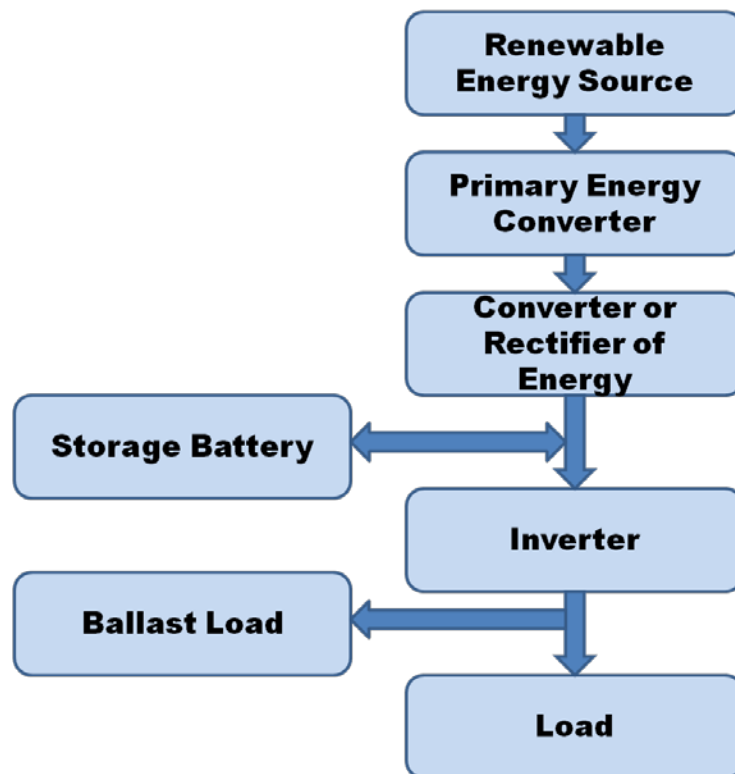 Renewable
Energy Source
Primary Energy
Converter
Converter or
Rectifier of
Energy
Storage Battery
Inverter
Ballast Load
Load